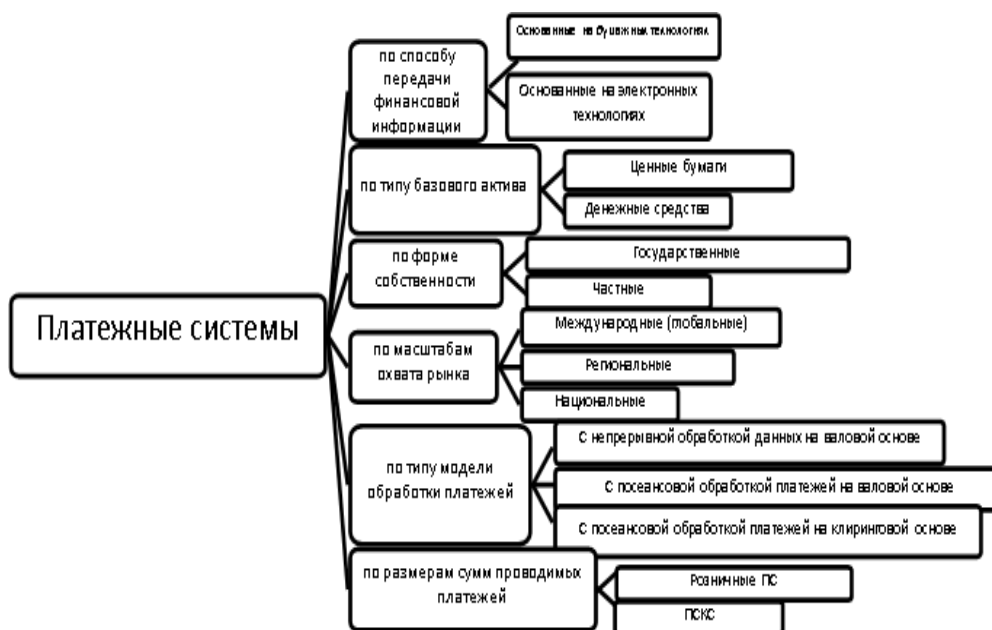 Платежные системы
по способу
передачи
финансовой
информации
Основанные на бумажных технологиях
Основанные на электронных
технологиях
по типу базового актива
Ценные бумаги
Денежные средства
по форме
собственности
Государственные
Частные
по масштабам
охвата рынка
Международные (глобальные)
Региональные
Национальные
по типу модели
обработки платежей
С непрерывной обработкой данных на валовой основе
С посеансовой обработкой платежей на валовой основе
С посеансовой обработкой платежей на клиринговой основе
по размерам сумм проводимых
платежей
Розничные ПС
ПСКС